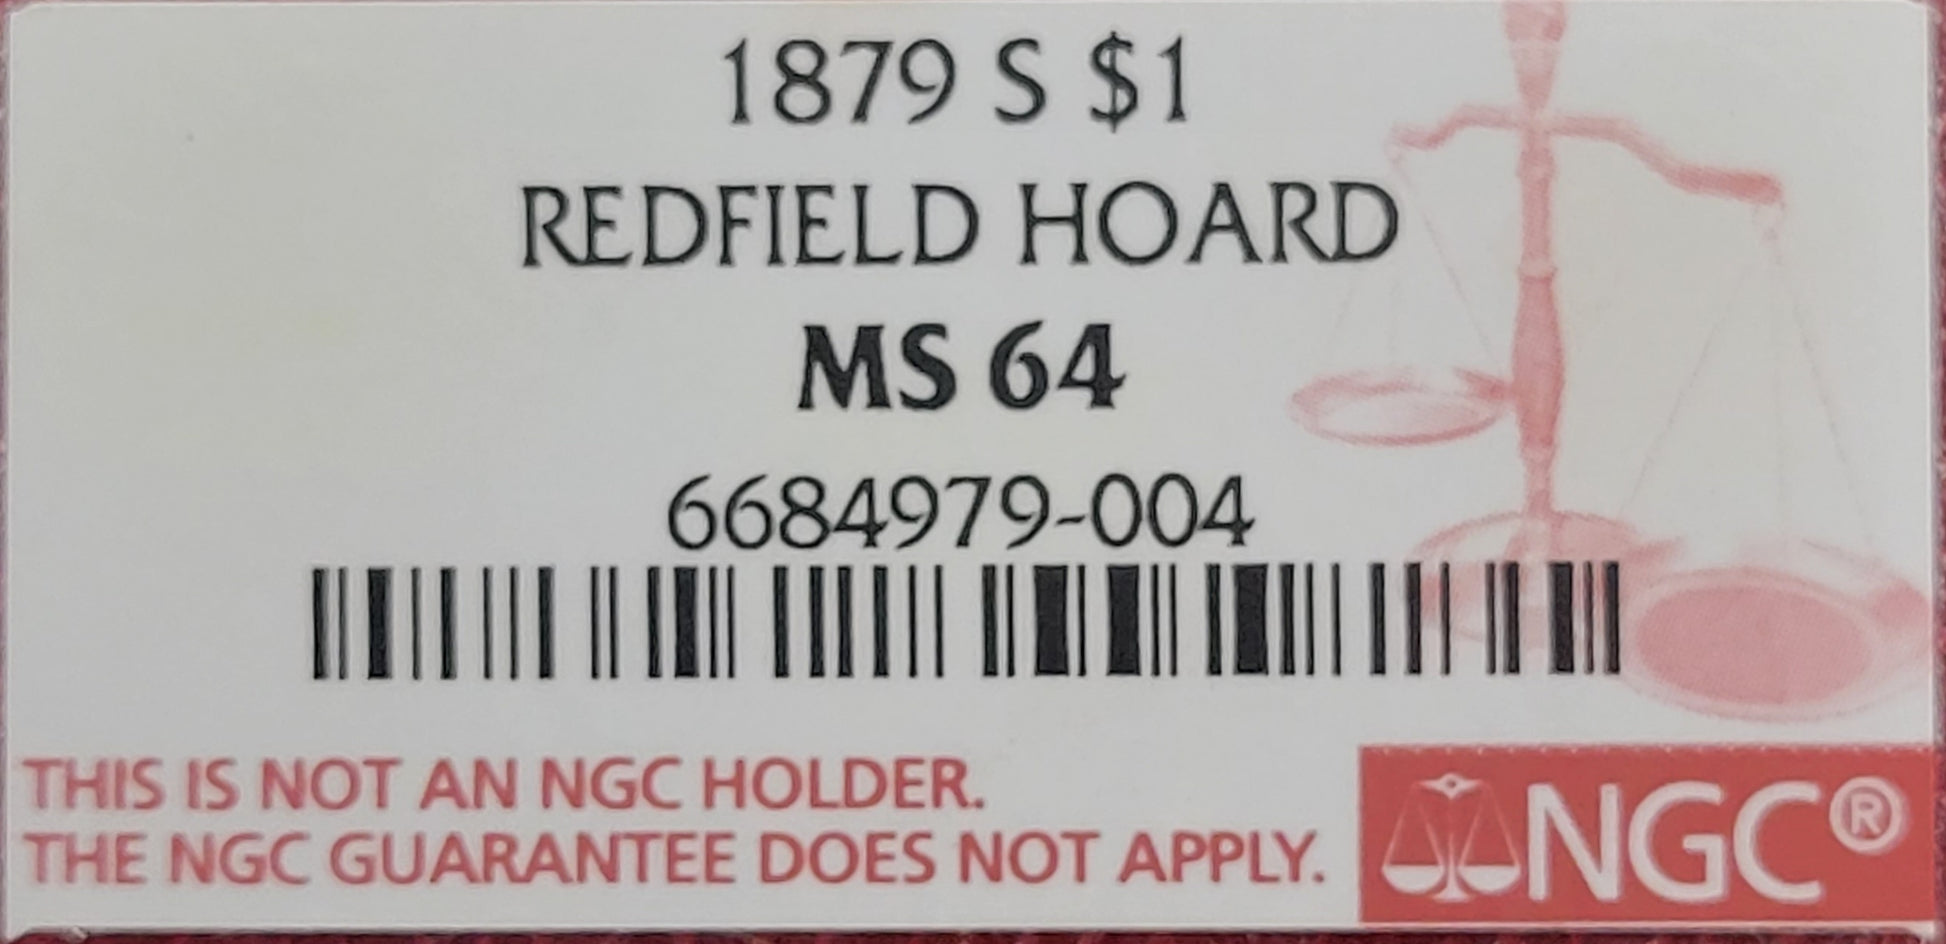 1879 S $1
REDFIELD HOARD
MS 64
6684979-004
THIS IS NOT AN NGC HOLDER.
THE NGC GUARANTEE DOES NOT APPLY.
NGC®